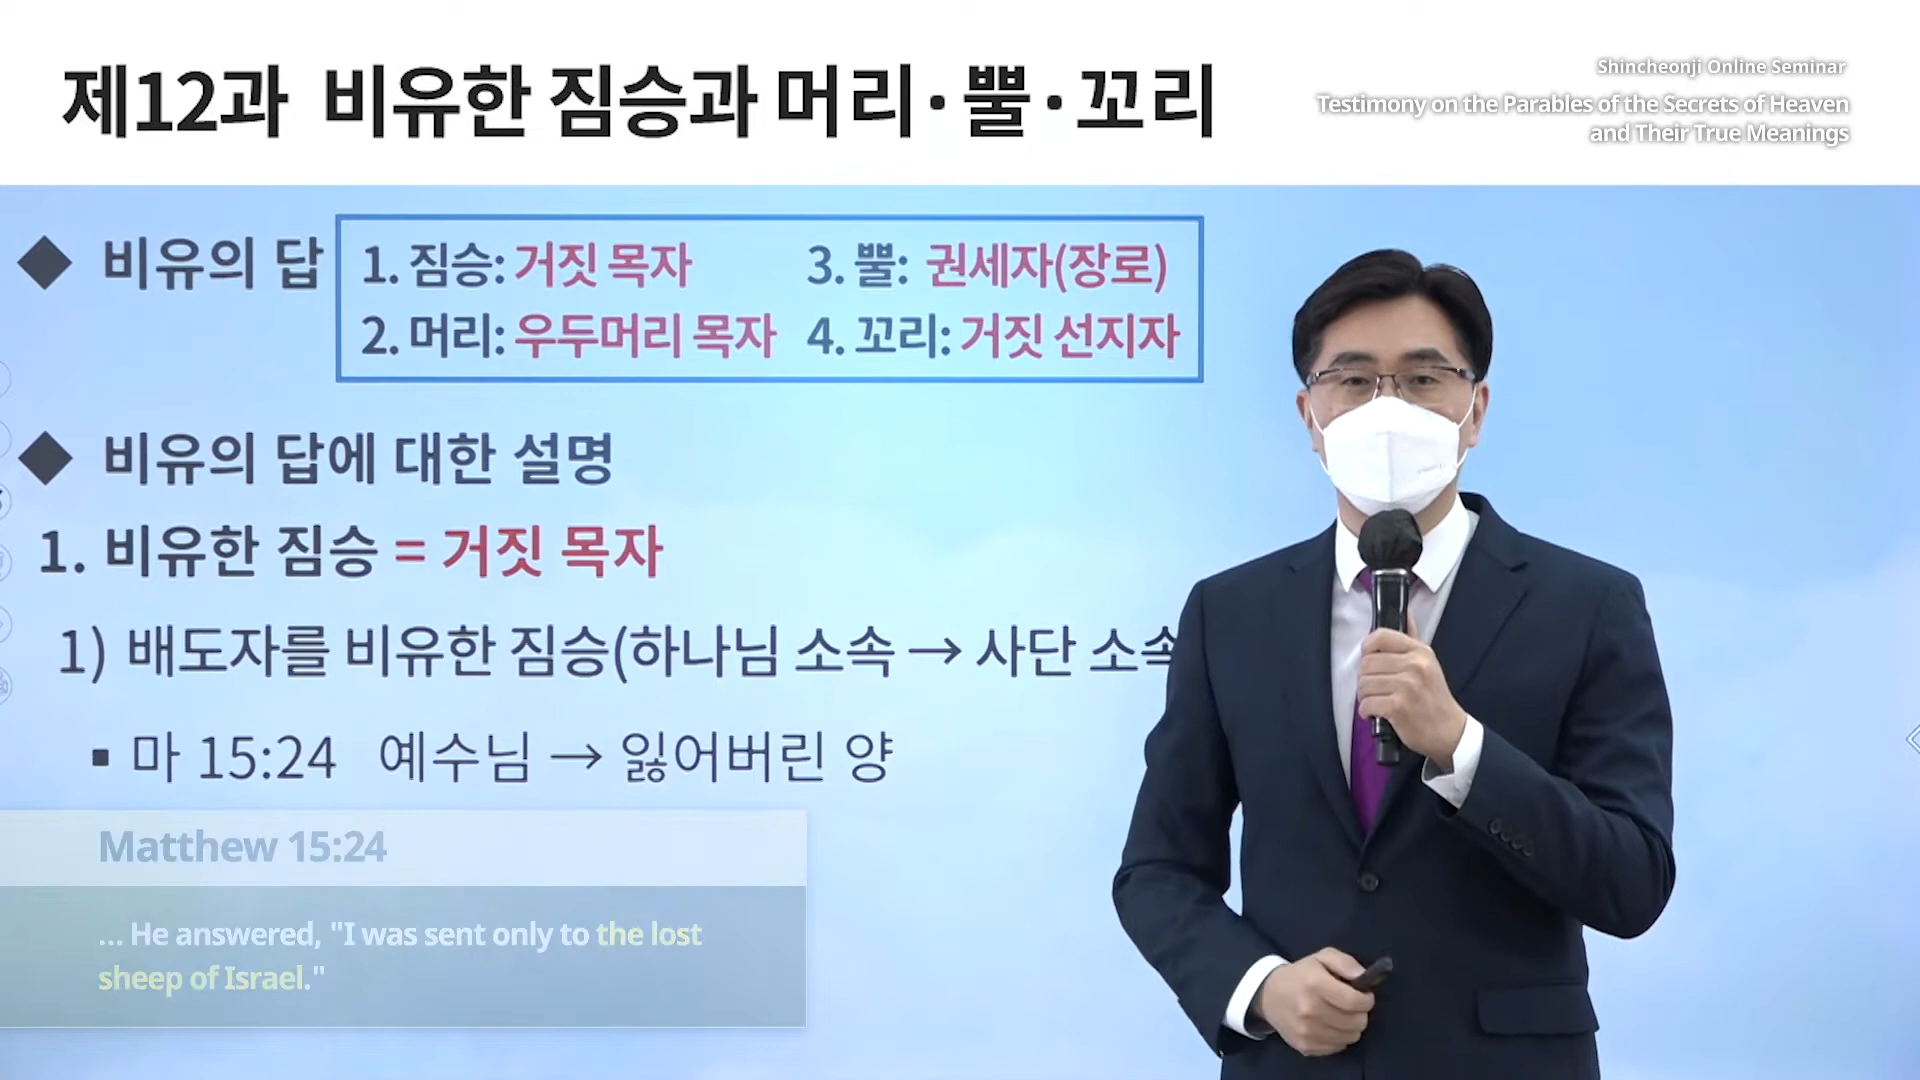 제12과 비유한 짐승과 머리·뿔·꼬리
Shincheonji Online Seminar
Testimony on the Parables of the Secrets of Heaven
and Their True Meanings
◆ 비유의 답
1. 짐승: 거짓 목자 3. 뿔: 권세자(장로)
2. 머리: 우두머리 목자 4. 꼬리: 거짓 선지자
◆ 비유의 답에 대한 설명
1. 비유한 짐승 = 거짓 목자
1) 배도자를 비유한 짐승(하나님 소속 → 사단 소속
▪ 마 15:24 예수님 → 잃어버린 양
Matthew 15:24
... He answered, "I was sent only to the lost
sheep of Israel."